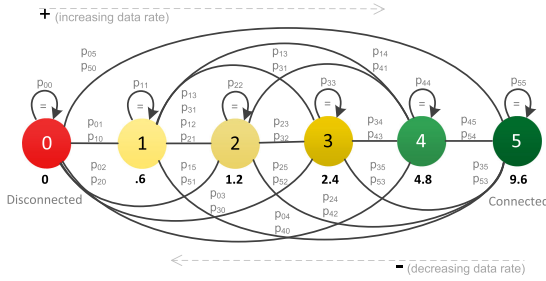 + (increasing data rate)
p05
p50
p13
p31
p14
p41
p00
p11
p22
p33
p44
p55
=
=
=
=
=
=
p13
p31
p01
p10
p12
p21
p23
p32
p34
p43
p45
p54
0
1
2
3
4
5
p02
p20
p15
p51
p25
p52
p35
p53
p35
p53
0
.6
1.2
2.4
4.8
9.6
Disconnected
Connected
p03
p30
p24
p42
p04
p40
- (decreasing data rate)